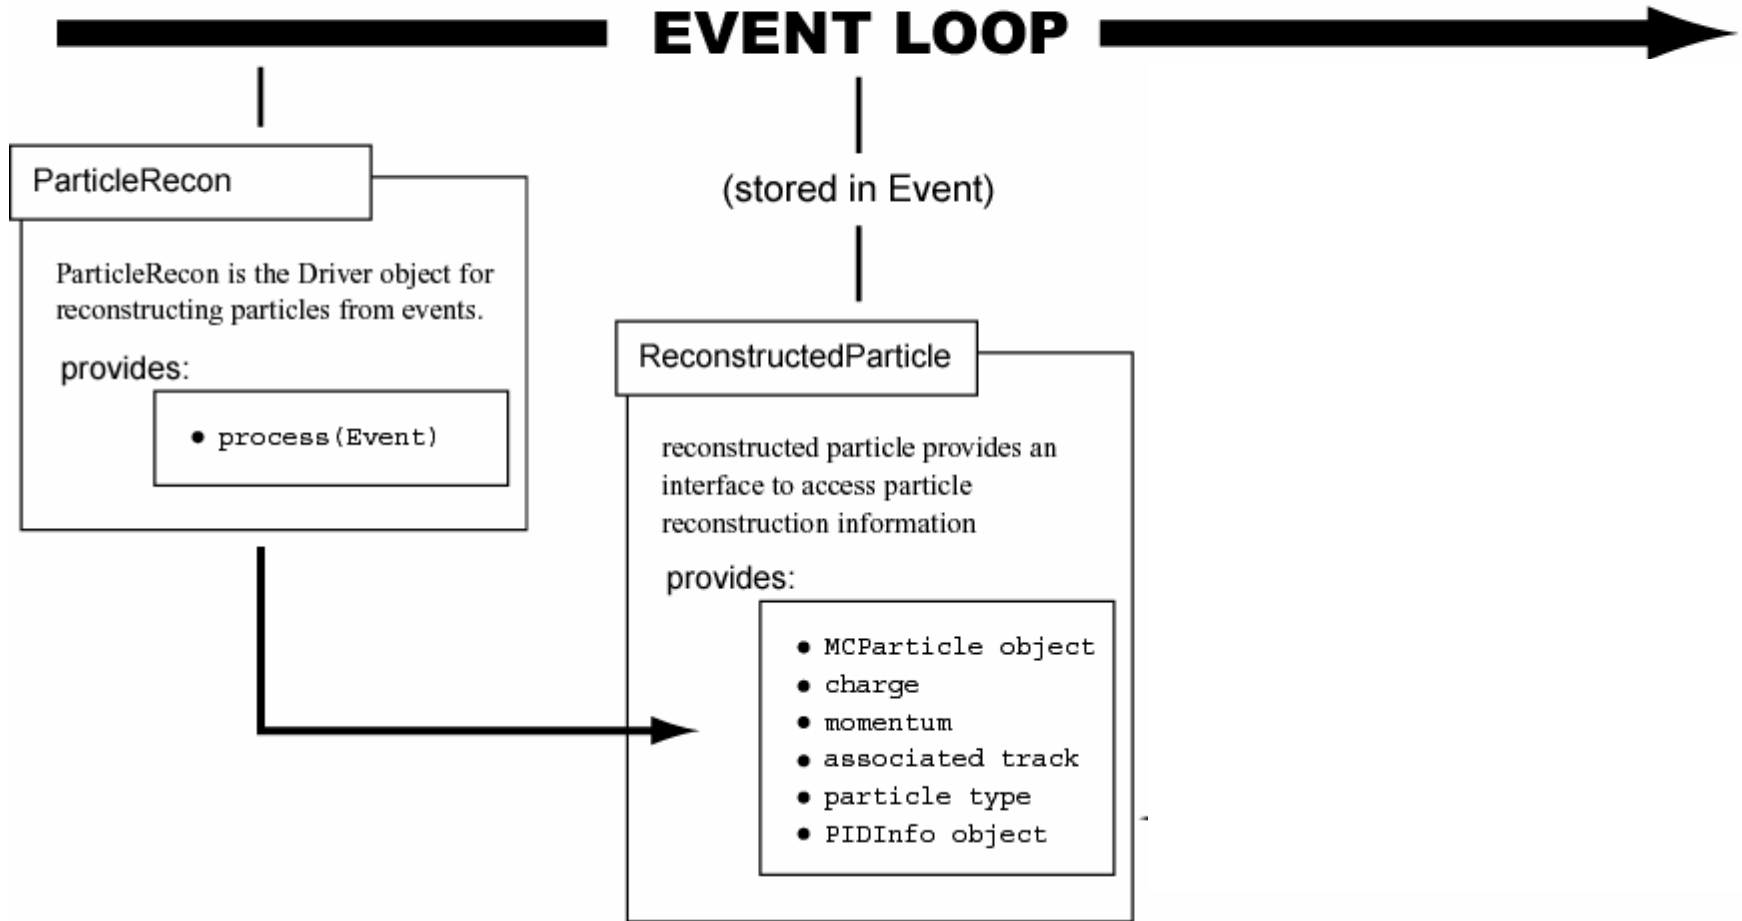 EVENT LOOP
ParticleRecon
ParticleRecon is the Driver object for
reconstructing particles from events.
provides:
• process(Event)
(stored in Event)
ReconstructedParticle
reconstructed particle provides an
interface to access particle
reconstruction information
provides:
• MCParticle object
• charge
• momentum
• associated track
• particle type
• PIDInfo object